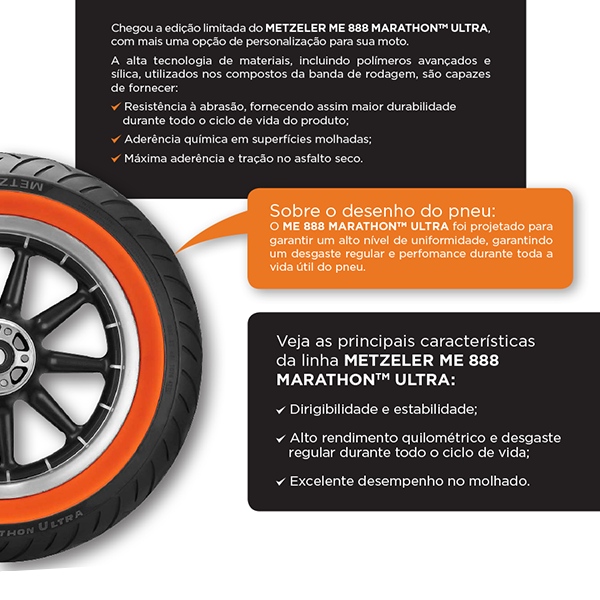 Chegou a edição limitada do METZELER ME 888 MARATHON™ ULTRA,
com mais uma opção de personalização para sua moto.
A alta tecnologia de materiais, incluindo polímeros avançados e
sílica, utilizados nos compostos da banda de rodagem, são capazes
de fornecer:
✓ Resistência à abrasão, fornecendo assim maior durabilidade
durante todo o ciclo de vida do produto;
✓ Aderência química em superfícies molhadas;
✓ Máxima aderência e tração no asfalto seco.
METZELER
Sobre o desenho do pneu:
O ME 888 MARATHON™ ULTRA foi projetado para
garantir um alto nível de uniformidade, garantindo
um desgaste regular e perfomance durante toda a
vida útil do pneu.
Veja as principais características
da linha METZELER ME 888
MARATHON™ ULTRA:
✓ Dirigibilidade e estabilidade;
✓ Alto rendimento quilométrico e desgaste
regular durante todo o ciclo de vida;
✓ Excelente desempenho no molhado.
THON ULTRA